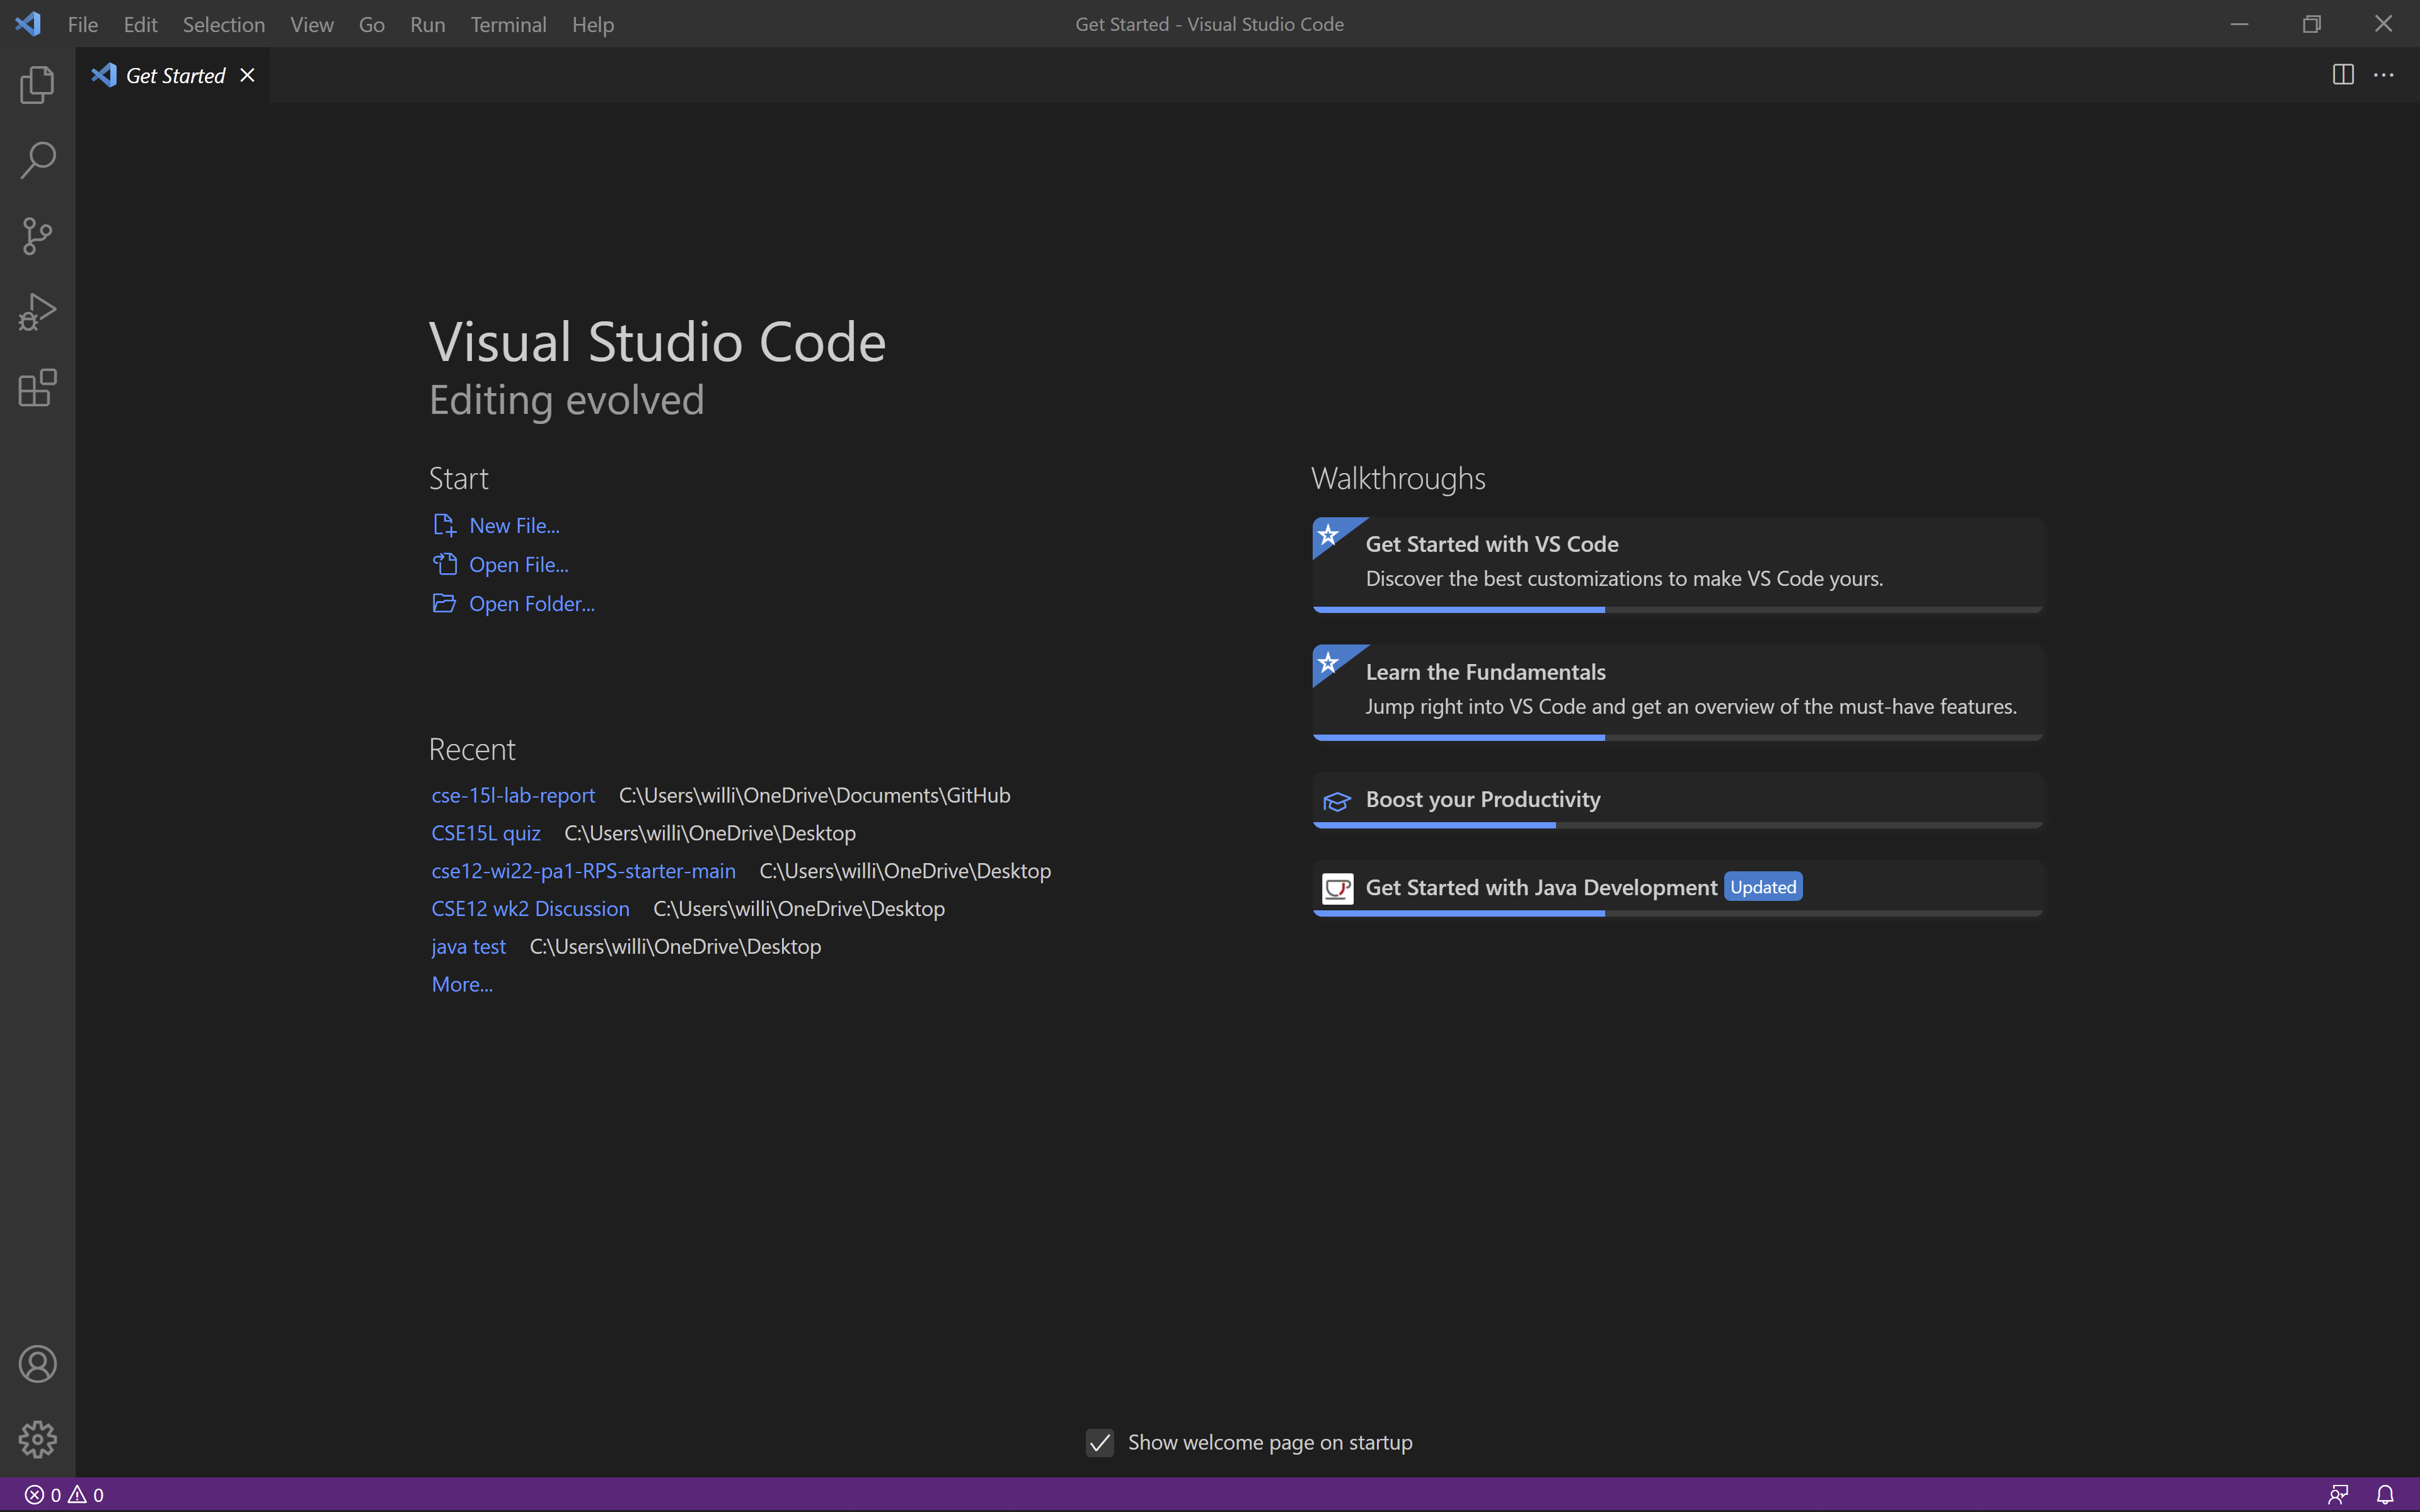 File Edit Selection View Go Run Terminal Help
Get Started - Visual Studio Code
Get Started
Visual Studio Code
Editing evolved
Start
New File...
Open File...
Open Folder...
Recent
cse-15l-lab-report C:\Users\willi\OneDrive\Documents\GitHub
CSE15L quiz C:\Users\willi\OneDrive\Desktop
cse12-wi22-pa1-RPS-starter-main C:\Users\willi\OneDrive\Desktop
CSE12 wk2 Discussion C:\Users\willi\OneDrive\Desktop
java test C:\Users\willi\OneDrive\Desktop
More...
Walkthroughs
Get Started with VS Code
Discover the best customizations to make VS Code yours.
Learn the Fundamentals
Jump right into VS Code and get an overview of the must-have features.
Boost your Productivity
Get Started with Java Development Updated
Show welcome page on startup
0 0